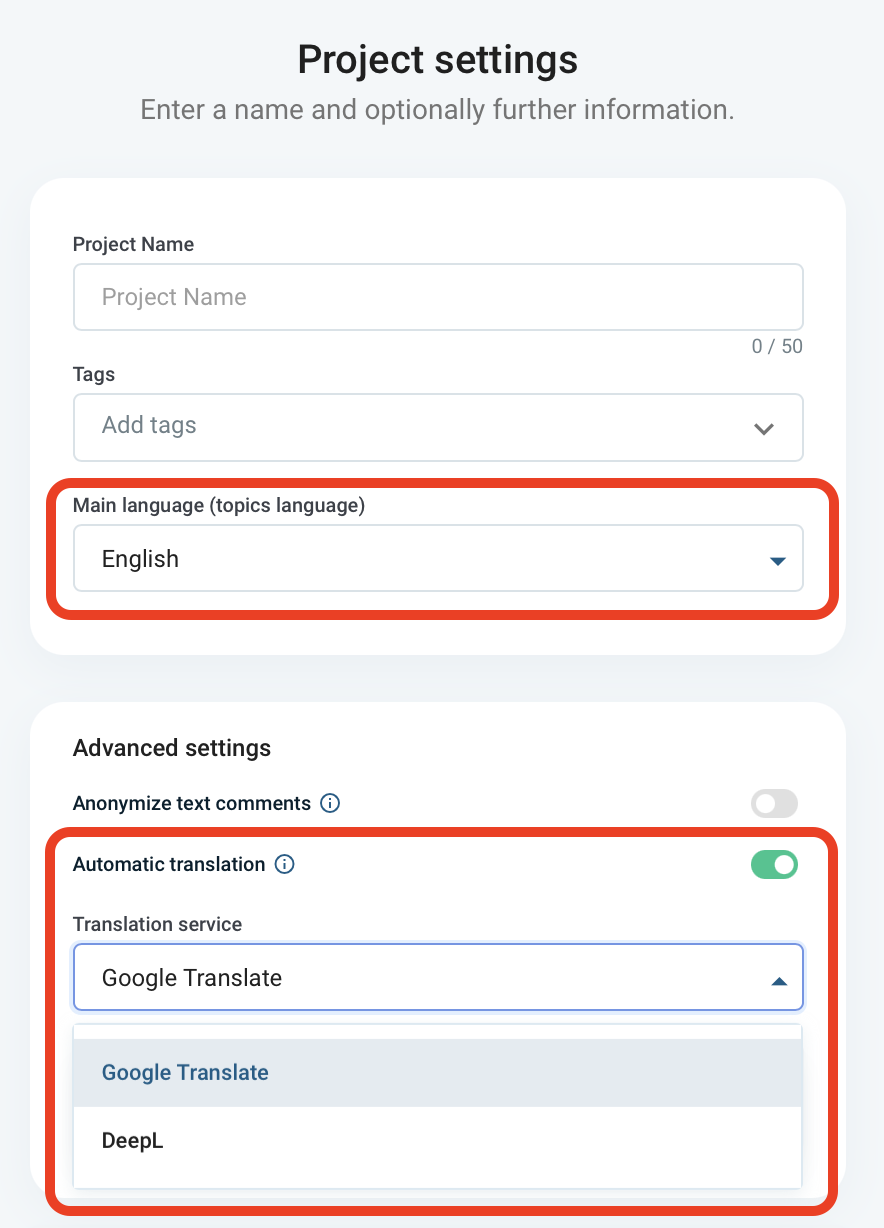 Project settings
Enter a name and optionally further information.
Project Name
Project Name
0 / 50
Tags
Add tags
Main language (topics language)
English
Advanced settings
Anonymize text comments
Automatic translation
Translation service
Google Translate
Google Translate
DeepL